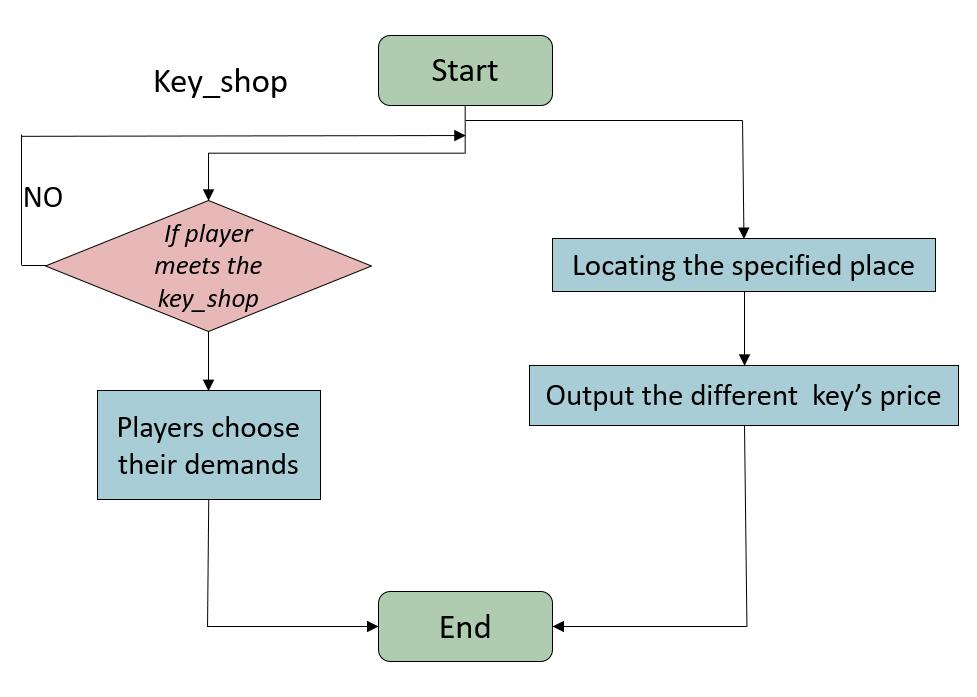 Start
Key_shop
NO
If player
meets the
key_shop
Locating the specified place
Output the different  key’s price
Players choose
their demands
End